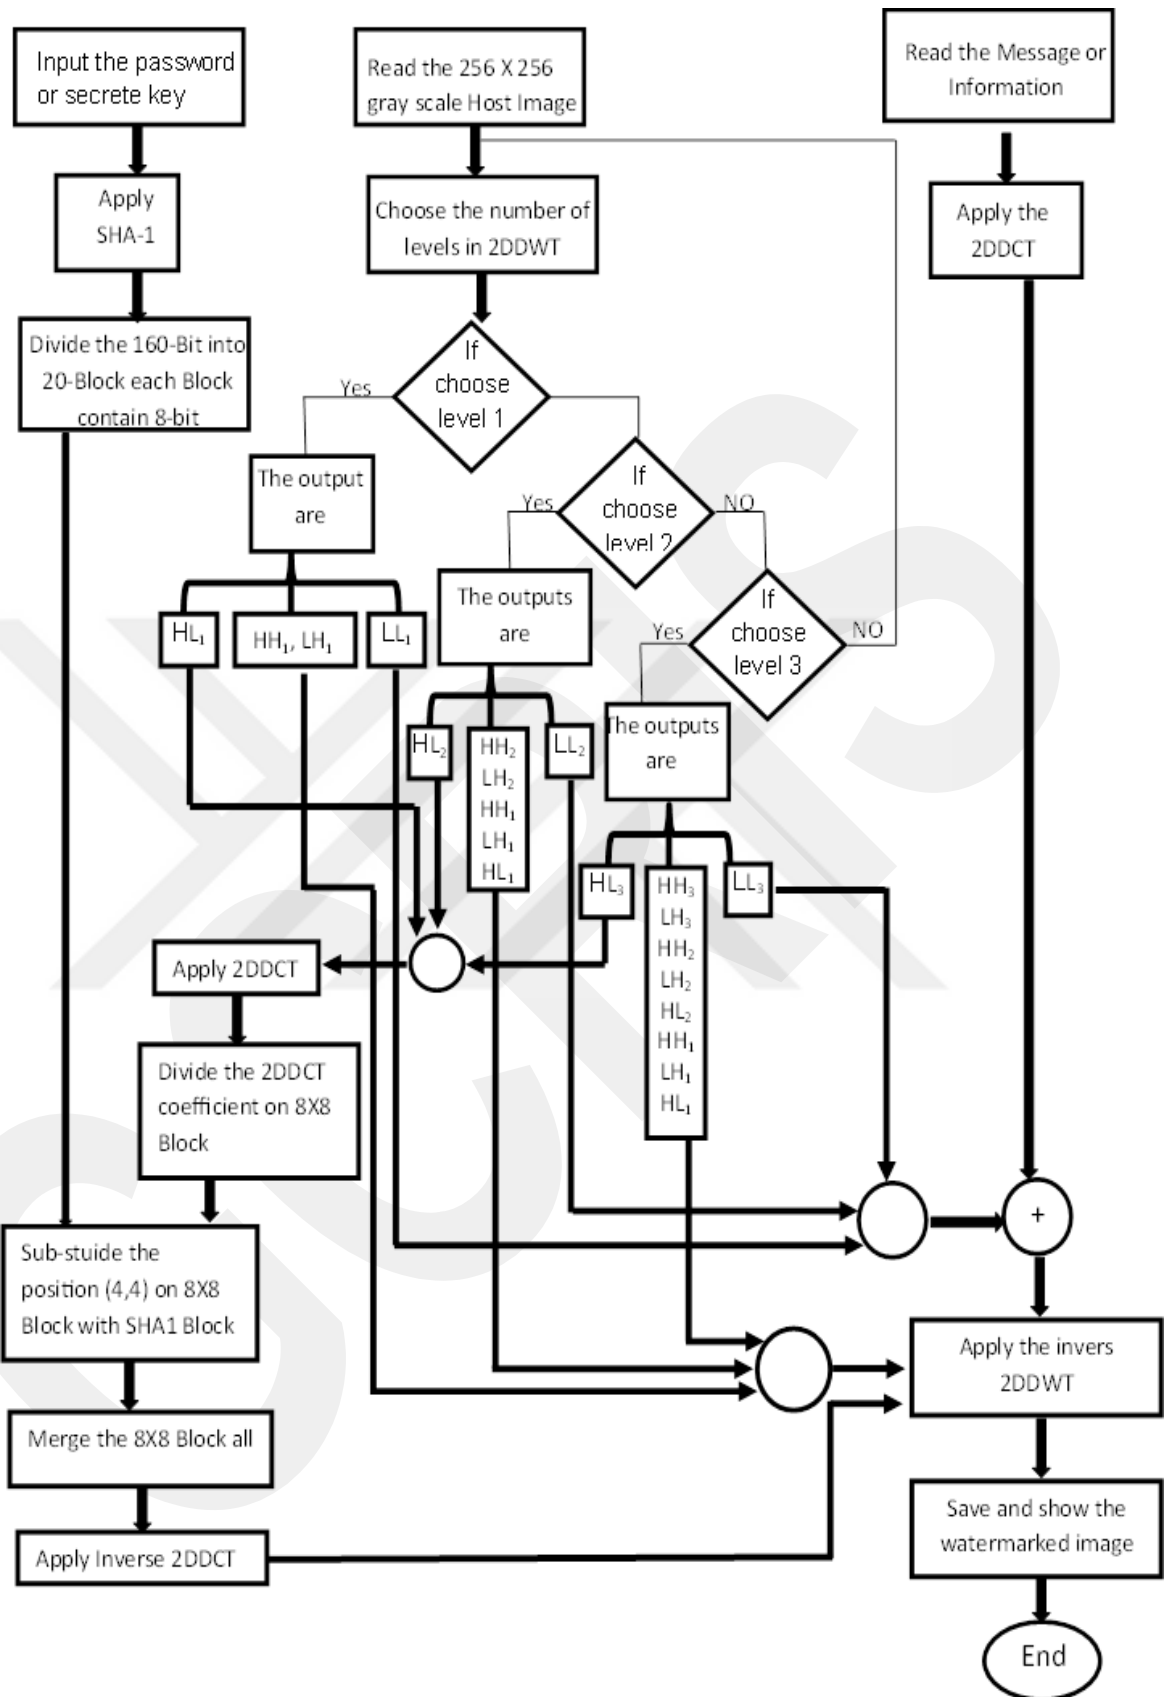 Input the password
or secrete key
Read the 256 X 256
gray scale Host Image
Read the Message or
Information
Apply
SHA-1
Choose the number of
levels in 2DDWT
Apply the
2DDCT
Divide the 160-Bit into
20-Block each Block
contain 8-bit
If
choose
level 1
Yes
The output
are
If
choose
level 2
Yes
NO
HL₁
HH₁, LH₁
LL₁
The outputs
are
If
choose
level 3
Yes
NO
HL₂
HH₂
LH₂
HH₁
LH₁
HL₁
LL₂
The outputs
are
HL₃
HH₃
LH₃
HH₂
LH₂
HL₂
HH₁
LH₁
HL₁
LL₃
Apply 2DDCT
Divide the 2DDCT
coefficient on 8X8
Block
Sub-stuide the
position (4,4) on 8X8
Block with SHA1 Block
+
Merge the 8X8 Block all
Apply the invers
2DDWT
Apply Inverse 2DDCT
Save and show the
watermarked image
End